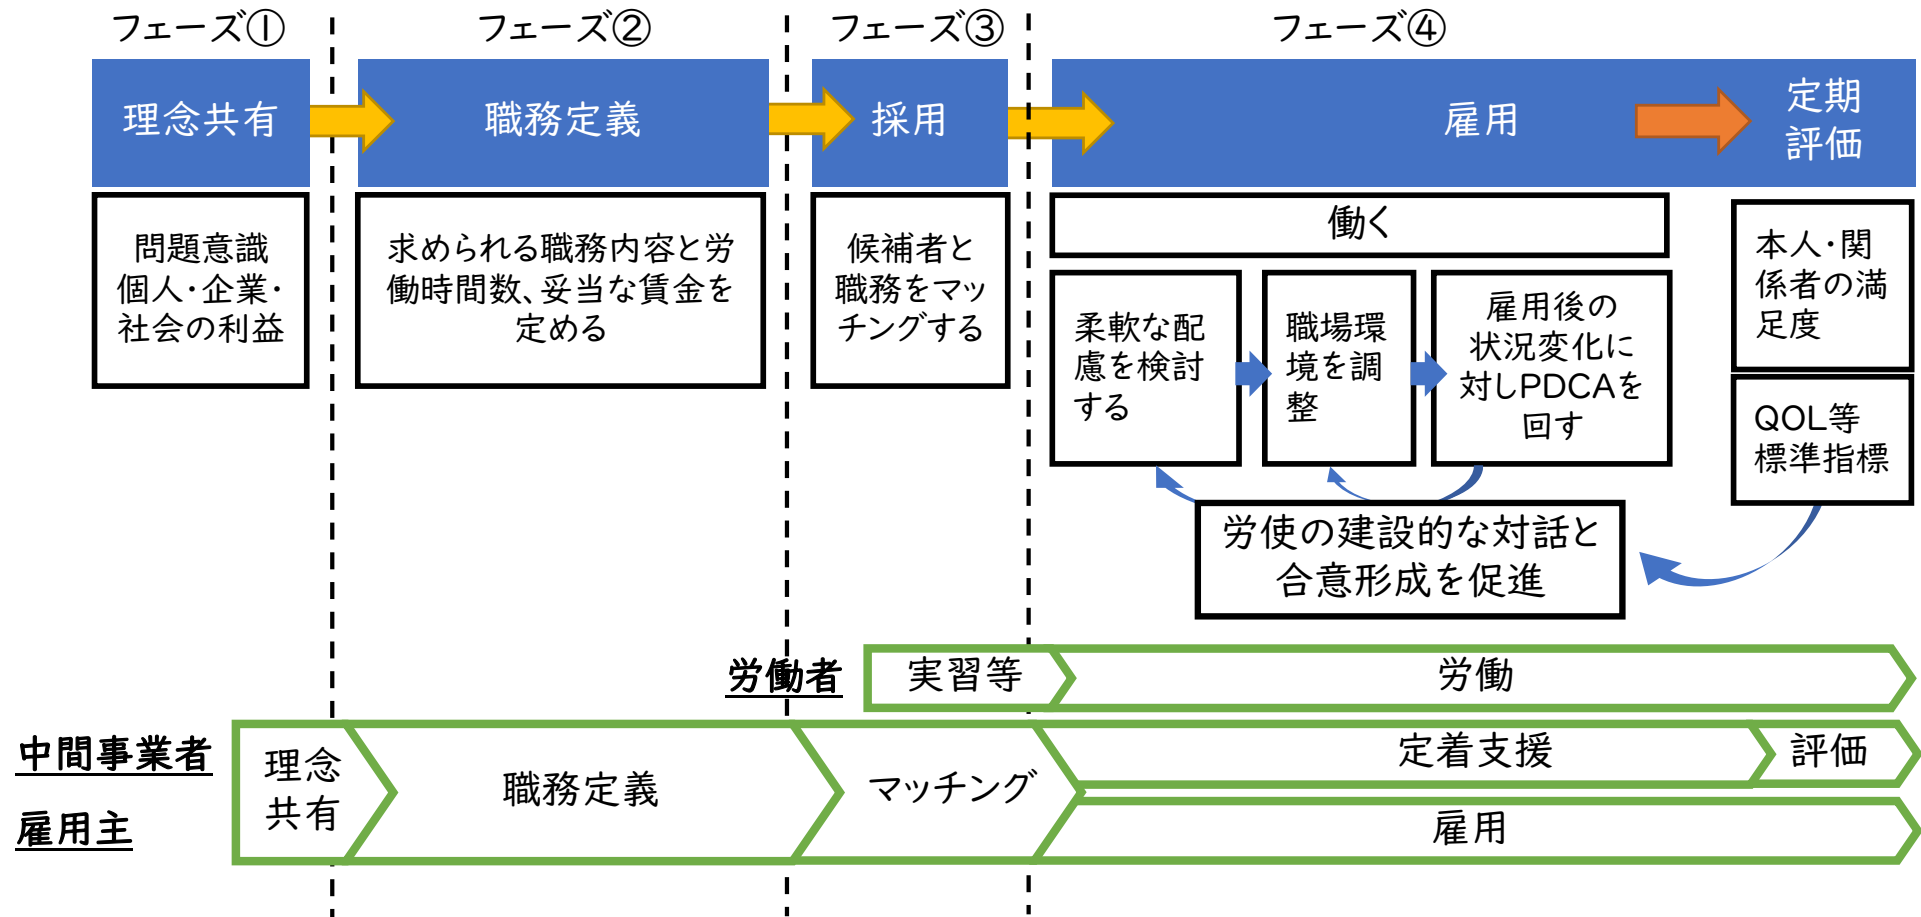 フェーズ①
フェーズ②
フェーズ③
フェーズ④
理念共有
職務定義
採用
雇用
定期
評価
問題意識
個人・企業・
社会の利益
求められる職務内容と労
働時間数、妥当な賃金を
定める
候補者と
職務をマッ
チングする
働く
柔軟な配
慮を検討
する
職場環
境を調
整
雇用後の
状況変化に
対しPDCAを
回す
本人・関
係者の満
足度
QOL等
標準指標
労使の建設的な対話と
合意形成を促進
労働者
実習等
労働
中間事業者
雇用主
理念
共有
職務定義
マッチング
定着支援
評価
雇用